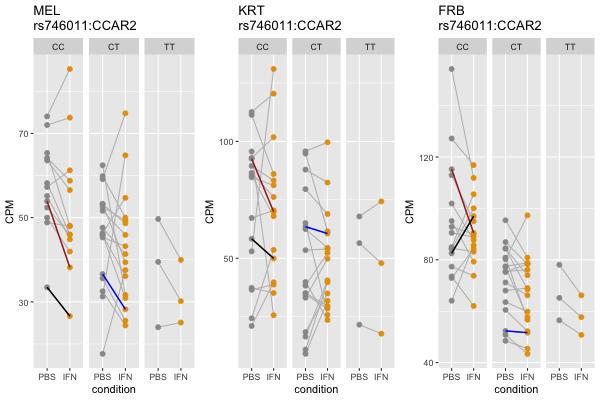 MEL
rs746011:CCAR2
CC
CT
TT
CPM
70
50
30
PBS
IFN
PBS
IFN
PBS
IFN
condition
KRT
rs746011:CCAR2
CC
CT
TT
CPM
100
50
PBS
IFN
PBS
IFN
PBS
IFN
condition
FRB
rs746011:CCAR2
CC
CT
TT
CPM
120
80
40
PBS
IFN
PBS
IFN
PBS
IFN
condition